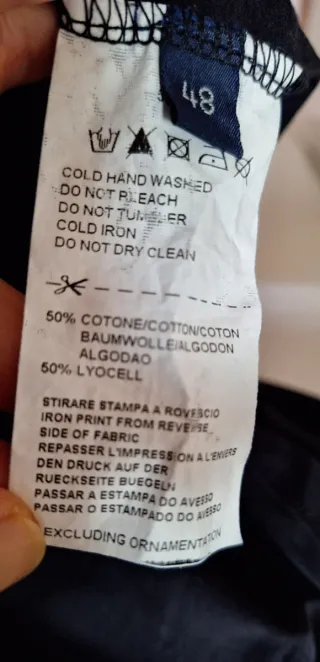 48
COLD HAND WASHED
DO NOT BLEACH
DO NOT TUMBLER
COLD IRON
DO NOT DRY CLEAN
50% COTONE/COTTON/COTON
BAUMWOLLE/ALGODON
ALGODAO
50% LYOCELL
STIRARE STAMPA A ROVESCIO
IRON PRINT FROM REVERSE
SIDE OF FABRIC
REPASSER L'IMPRESSION A L'ENVERS
DEN DRUCK AUF DER
RUECKSEITE BUEGELN
PASSAR A ESTAMPA DO AVESSO
PASSAR O ESTAMPADO DO AVESSO
EXCLUDING ORNAMENTATION